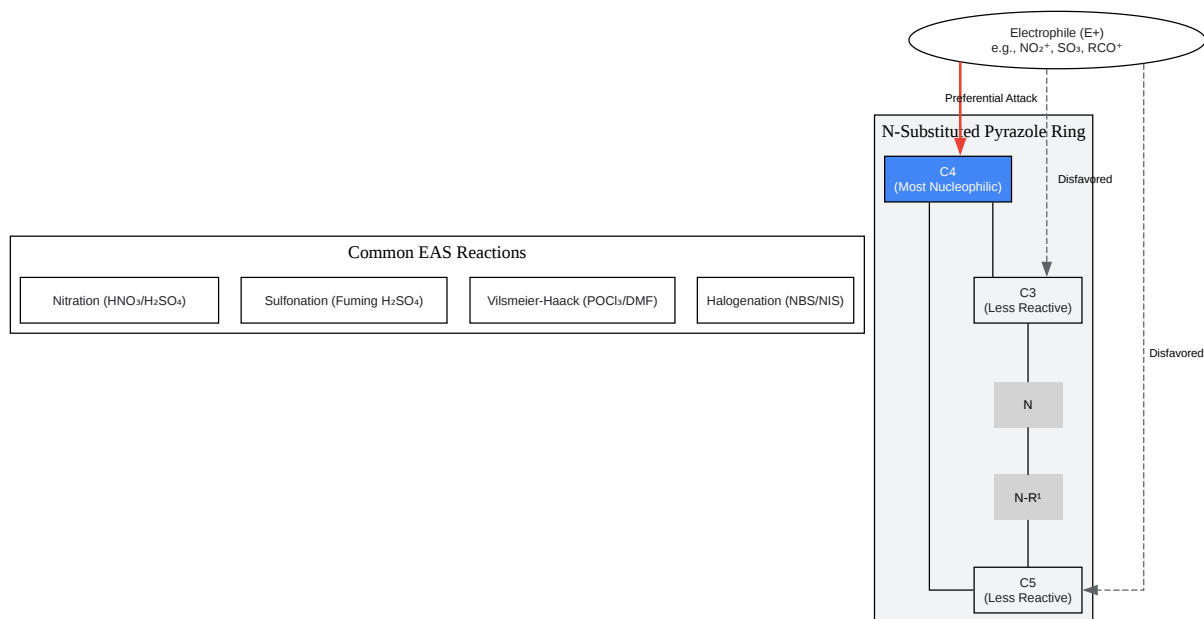 Electrophile (E+)
e.g., NO₂⁺, SO₃, RCO⁺
Preferential Attack
N-Substituted Pyrazole Ring
C4
(Most Nucleophilic)
Disfavored
Common EAS Reactions
Nitration (HNO₃/H₂SO₄)
Sulfonation (Fuming H₂SO₄)
Vilsmeier-Haack (POCl₃/DMF)
Halogenation (NBS/NIS)
C3
(Less Reactive)
Disfavored
N
N-R¹
C5
(Less Reactive)